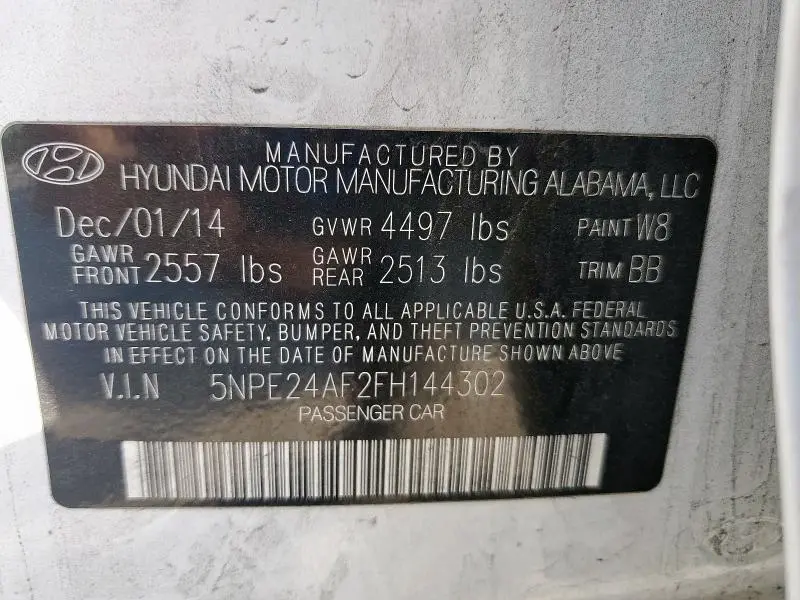 MANUFACTURED BY
HYUNDAI MOTOR MANUFACTURING ALABAMA, LLC
Dec/01/14 GVWR 4497 lbs PAINT W8
GAWR FRONT 2557 lbs GAWR REAR 2513 lbs TRIM BB
THIS VEHICLE CONFORMS TO ALL APPLICABLE U.S.A. FEDERAL
MOTOR VEHICLE SAFETY, BUMPER, AND THEFT PREVENTION STANDARDS
IN EFFECT ON THE DATE OF MANUFACTURE SHOWN ABOVE
V.I.N 5NPE24AF2FH144302
PASSENGER CAR